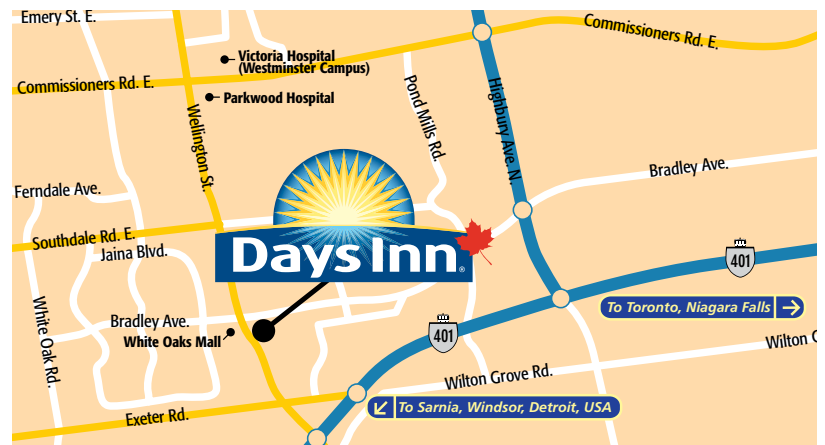 Emery St. E.
Commissioners Rd. E.
Victoria Hospital
(Westminster Campus)
Commissioners Rd. E.
Parkwood Hospital
Wellington St.
Pond Mills Rd.
Highbury Ave. N.
Bradley Ave.
Ferndale Ave.
Southdale Rd. E.
Jaina Blvd.
Days Inn®
401
To Toronto, Niagara Falls
White Oak Rd.
Bradley Ave.
White Oaks Mall
401
Wilton G
Wilton Grove Rd.
Exeter Rd.
To Sarnia, Windsor, Detroit, USA